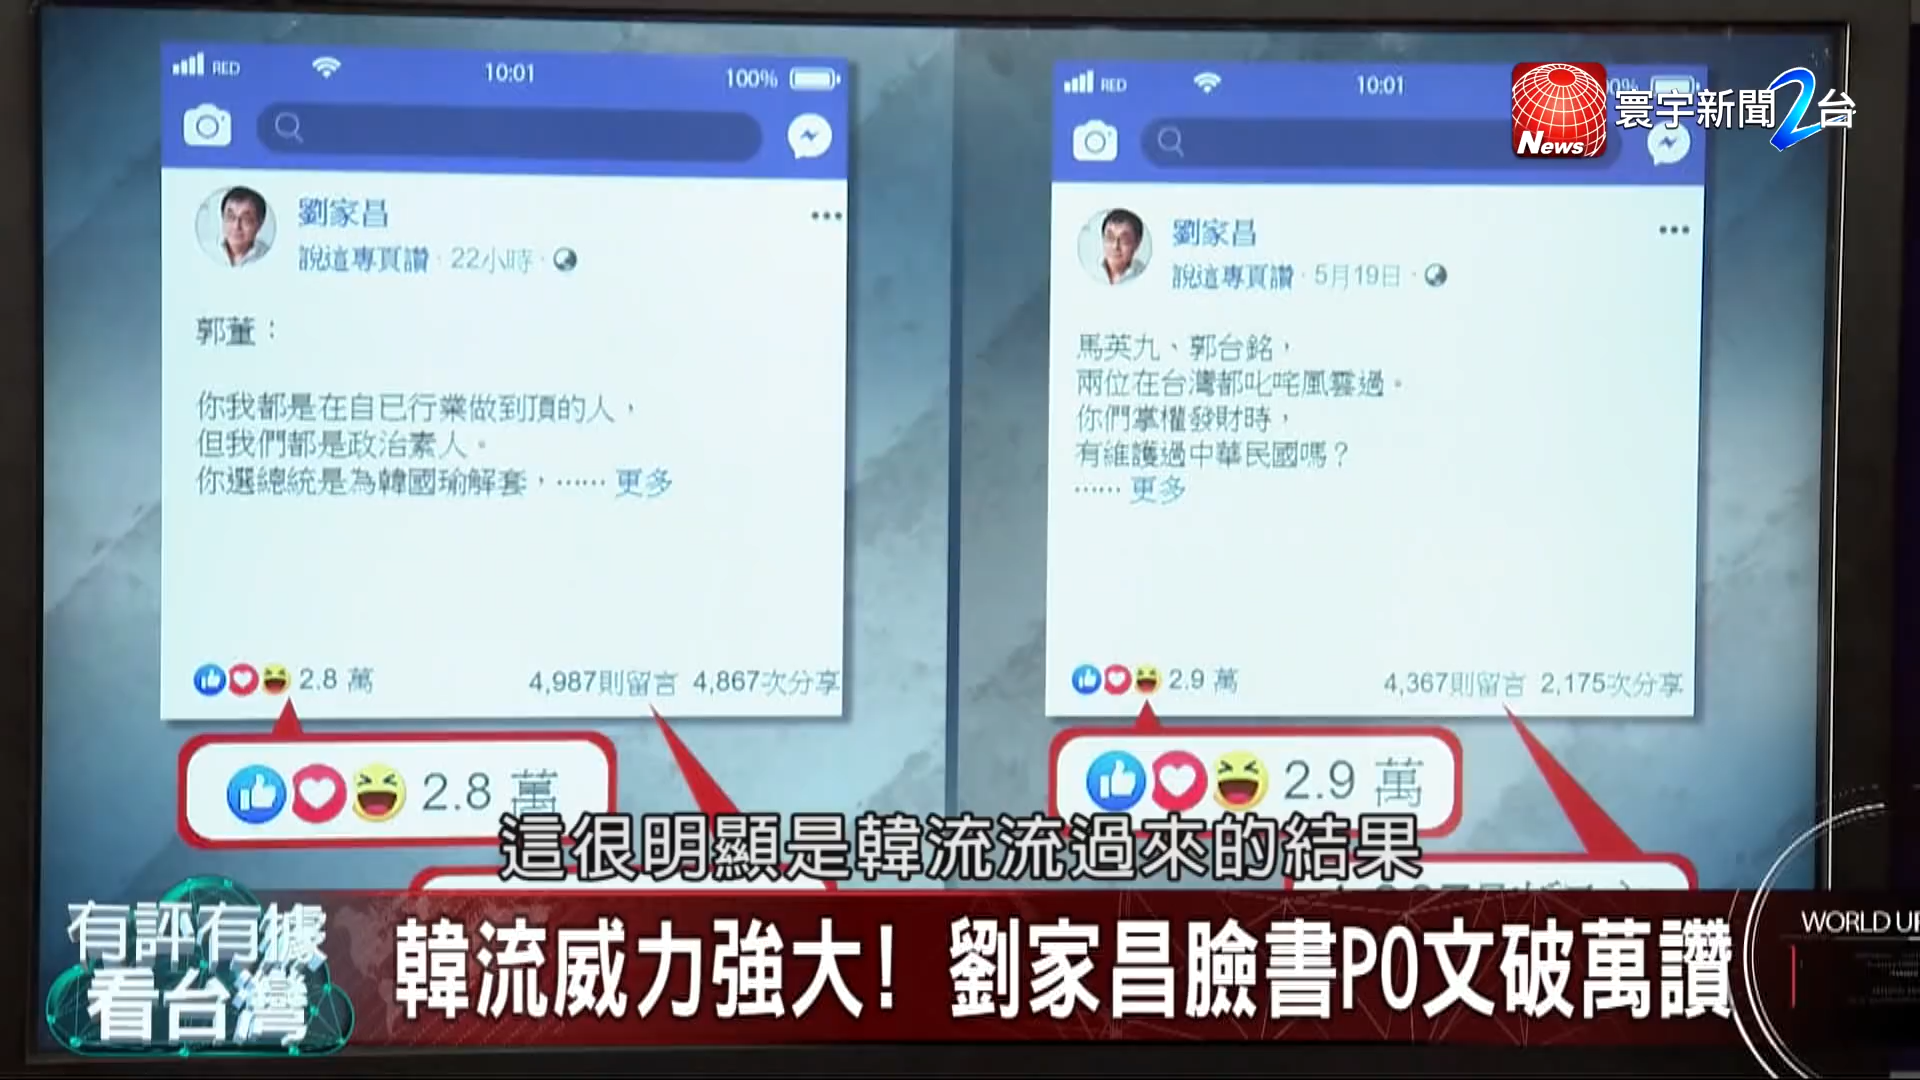 RED 10:01 100%
劉家昌
說這專頁讚 · 22小時 ·
郭董：
你我都是在自已行業做到頂的人，
但我們都是政治素人。
你選總統是為韓國瑜解套，…… 更多
2.8 萬 4,987則留言 4,867次分享
2.8 萬
RED 10:01
劉家昌
說這專頁讚 · 5月19日 ·
馬英九、郭台銘，
兩位在台灣都叱咤風雲過。
你們掌權發財時，
有維護過中華民國嗎？
…… 更多
2.9 萬 4,367則留言 2,175次分享
2.9 萬
News 寰宇新聞2台
這很明顯是韓流流過來的結果
有評有據
看台灣
韓流威力強大! 劉家昌臉書PO文破萬讚
WORLD UP